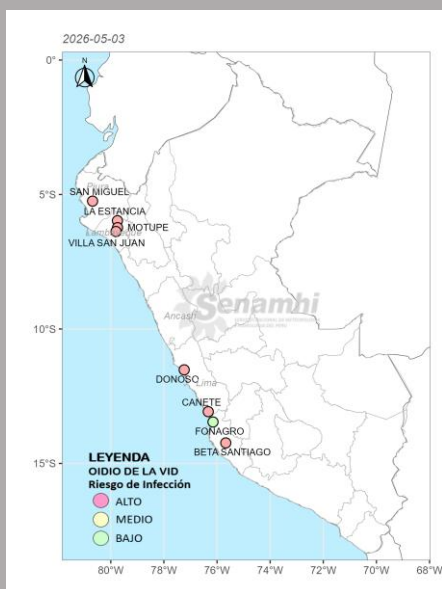 2026-05-03
N
0°
5°S
10°S
15°S
Piura
SAN MIGUEL
LA ESTANCIA
MOTUPE
VILLA SAN JUAN
Senamhi
Ancash
DONOSO
Lima
CANETE
FONAGRO
BETA SANTIAGO
LEYENDA
OIDIO DE LA VID
Riesgo de Infección
ALTO
MEDIO
BAJO
80°W 78°W 76°W 74°W 72°W 70°W 68°W